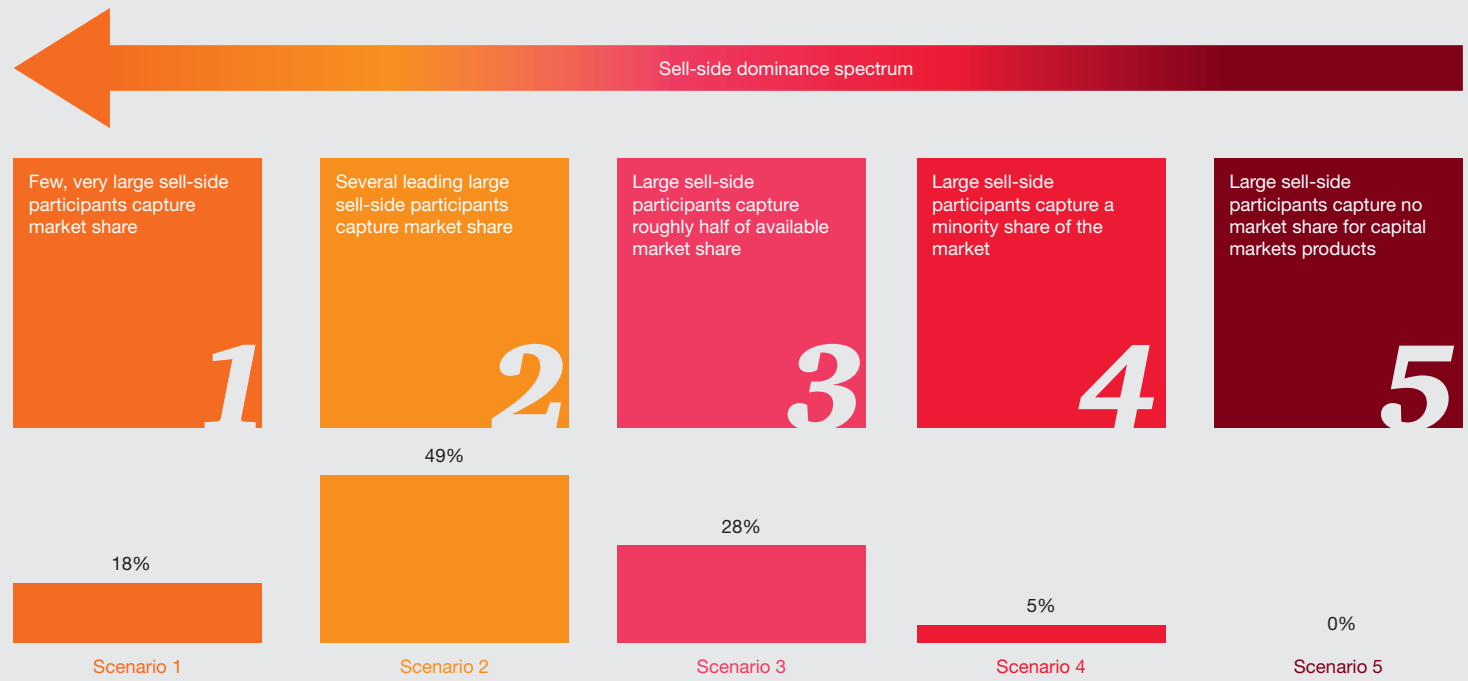 Sell-side dominance spectrum
Few, very large sell-side
participants capture
market share
1
Several leading large
sell-side participants
capture market share
2
Large sell-side
participants capture
roughly half of available
market share
3
Large sell-side
participants capture a
minority share of the
market
4
Large sell-side
participants capture no
market share for capital
markets products
5
18%
49%
28%
5%
0%
Scenario 1
Scenario 2
Scenario 3
Scenario 4
Scenario 5